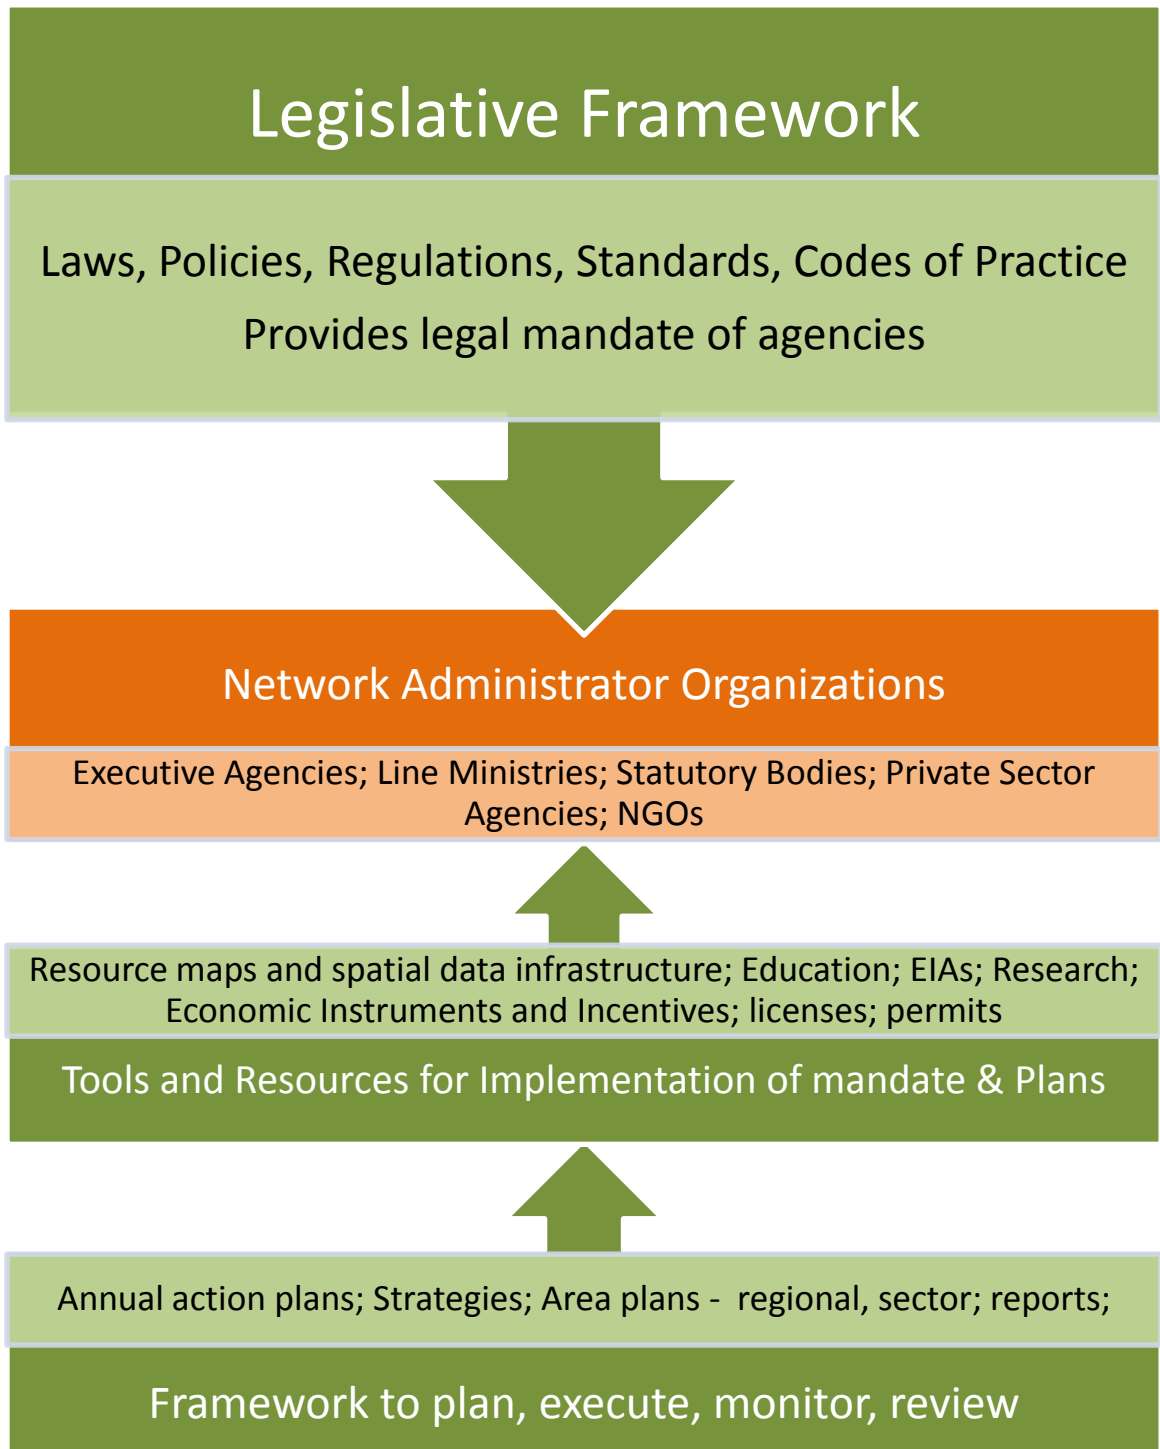 Legislative Framework
Laws, Policies, Regulations, Standards, Codes of Practice
Provides legal mandate of agencies
Network Administrator Organizations
Executive Agencies; Line Ministries; Statutory Bodies; Private Sector
Agencies; NGOs
Resource maps and spatial data infrastructure; Education; EIAs; Research;
Economic Instruments and Incentives; licenses; permits
Tools and Resources for Implementation of mandate & Plans
Annual action plans; Strategies; Area plans - regional, sector; reports;
Framework to plan, execute, monitor, review